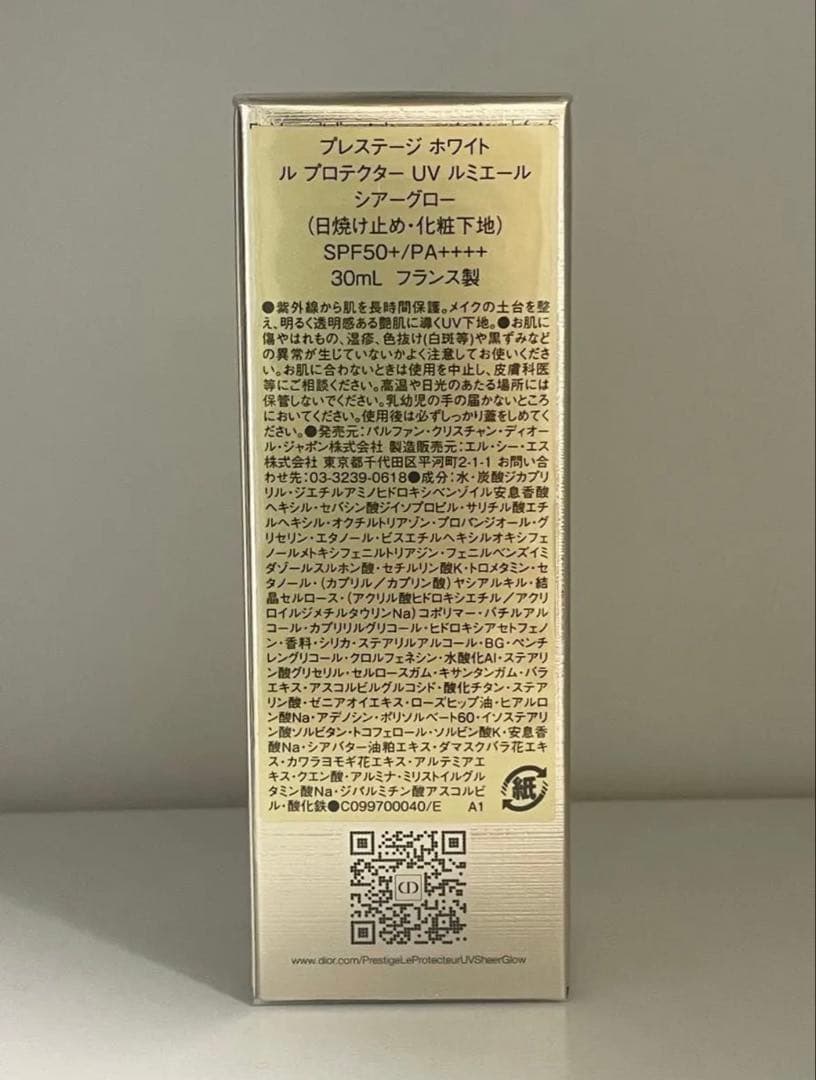 プレステージ ホワイト
ル プロテクター UV ルミエール
シアーグロー
(日焼け止め・化粧下地)
SPF50+/PA++++
30mL フランス製
●紫外線から肌を長時間保護。メイクの土台を整
え、明るく透明感ある艶肌に導くUV下地。●お肌に
傷やはれもの、湿疹、色抜け(白斑等)や黒ずみなど
の異常が生じていないかよく注意してお使いくださ
い。お肌に合わないときは使用を中止し、皮膚科医
等にご相談ください。高温や日光のあたる場所には
保管しないでください。乳幼児の手の届かないところ
においてください。使用後は必ずしっかり蓋をしめてく
ださい。●発売元:パルファン・クリスチャン・ディオー
ル・ジャポン株式会社 製造販売元:エル・シー・エス
株式会社 東京都千代田区平河町2-1-1 お問い合
わせ先:03-3239-0618●成分:水・炭酸ジカプリ
リル・ジエチルアミノヒドロキシベンゾイル安息香酸
ヘキシル・セバシン酸ジイソプロピル・サリチル酸エチ
ルヘキシル・オクチルトリアゾン・プロパンジオール・グ
リセリン・エタノール・ビスエチルヘキシルオキシフェ
ノールメトキシフェニルトリアジン・フェニルベンズイミ
ダゾールスルホン酸・セチルリン酸K・トロメタミン・セ
タノール・(カプリル/カプリン酸)ヤシアルキル・結
晶セルロース・(アクリル酸ヒドロキシエチル/アクリ
ロイルジメチルタウリンNa)コポリマー・バチルアル
コール・カプリリルグリコール・ヒドロキシアセトフェノ
ン・香料・シリカ・ステアリルアルコール・BG・ペンチ
レングリコール・クロルフェネシン・水酸化Al・ステアリ
ン酸グリセリル・セルロースガム・キサンタンガム・バラ
エキス・アスコルビルグルコシド・酸化チタン・ステア
リン酸・ゼニアオイエキス・ローズヒップ油・ヒアルロ
ン酸Na・アデノシン・ポリソルベート60・イソステアリ
ン酸ソルビタン・トコフェロール・ソルビン酸K・安息香
酸Na・シアバター油粕エキス・ダマスクバラ花エキ
ス・カワラヨモギ花エキス・アルテミアエ
キス・クエン酸・アルミナ・ミリストイルグル
タミン酸Na・ジパルミチン酸アスコルビ
ル・酸化鉄●C099700040/E A1
紙
CD
www.dior.com/PrestigeLeProtecteurUVSheerGlow